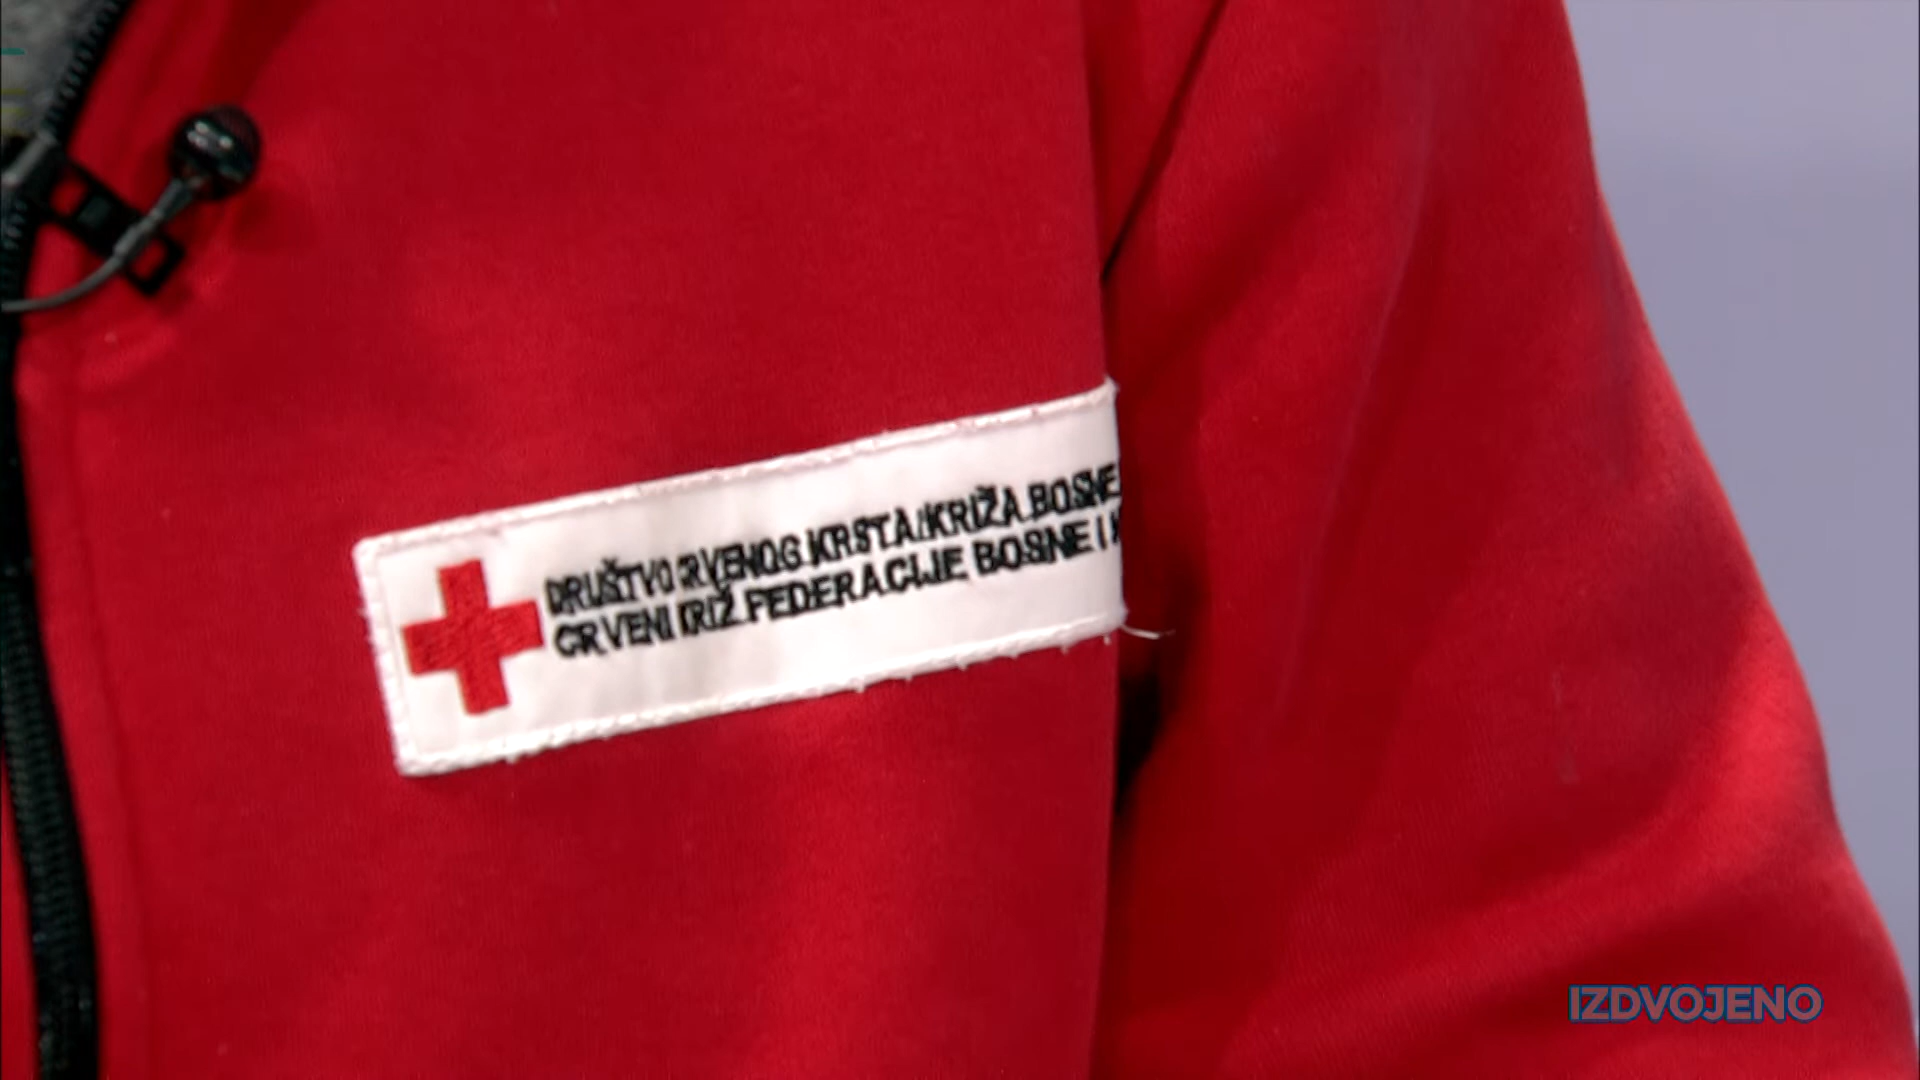 DRUŠTVO CRVENOG KRSTA/KRIŽA BOSNE
CRVENI KRIŽ FEDERACIJE BOSNE I
IZDVOJENO